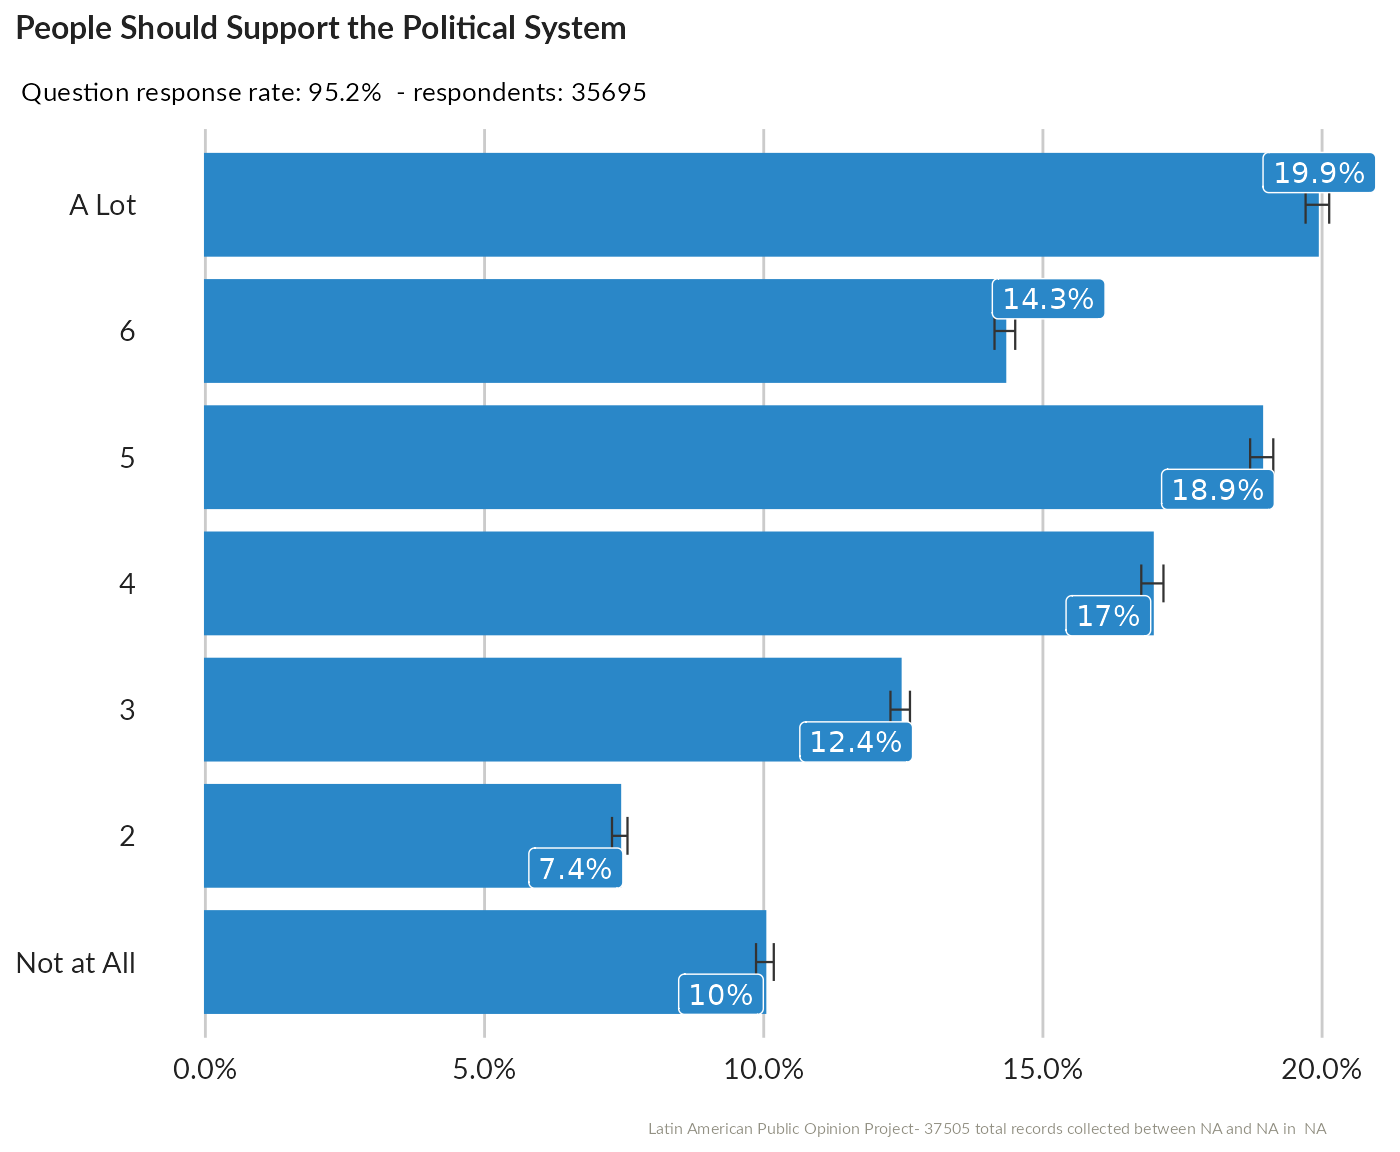 People Should Support the Political System
Question response rate: 95.2%  - respondents: 35695
A Lot
19.9%
6
14.3%
5
18.9%
4
17%
3
12.4%
2
7.4%
Not at All
10%
0.0% 5.0% 10.0% 15.0% 20.0%
Latin American Public Opinion Project- 37505 total records collected between NA and NA in  NA